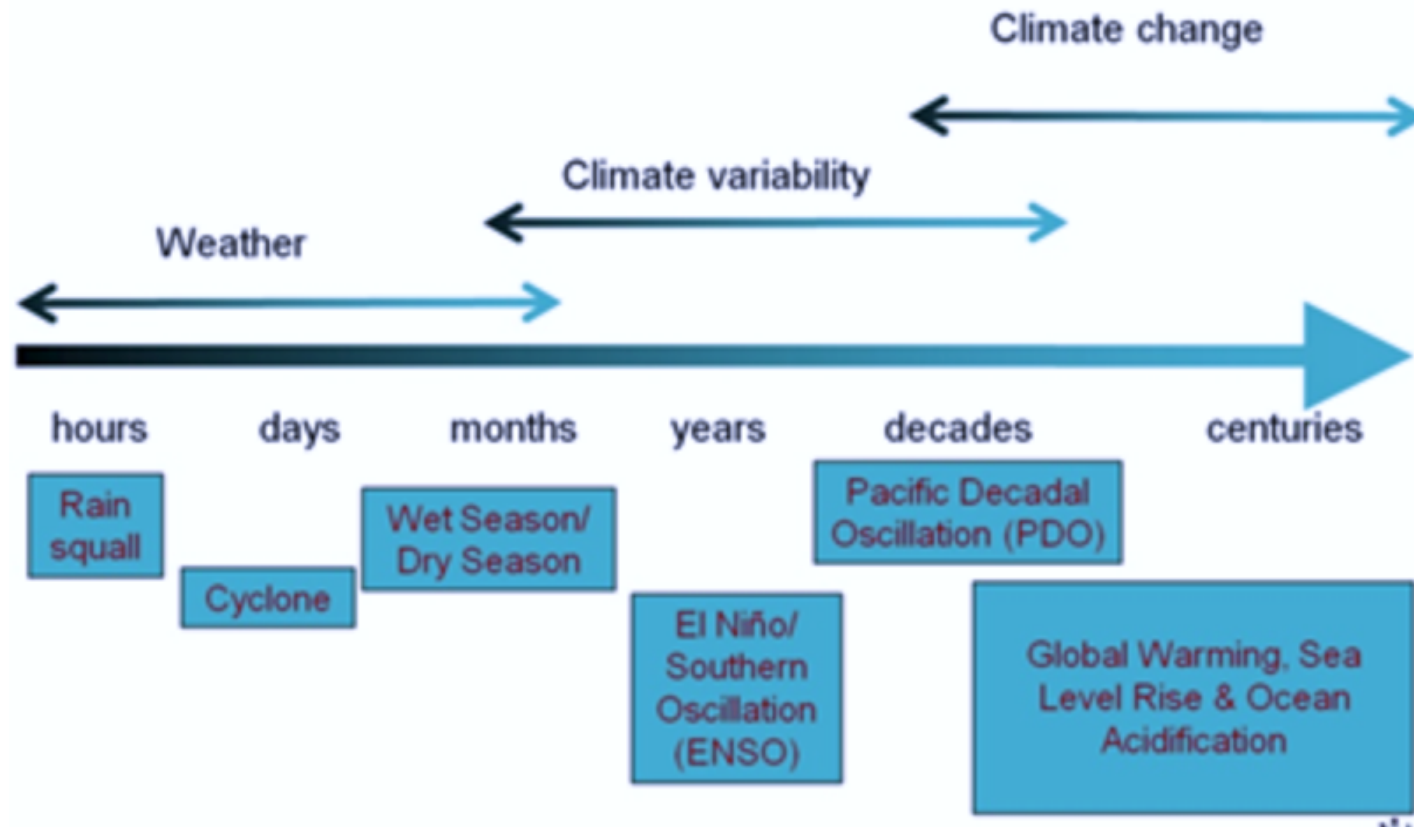 Climate change
Climate variability
Weather
hours days months years decades centuries
Rain
squall
Cyclone
Wet Season/
Dry Season
El Niño/
Southern
Oscillation
(ENSO)
Pacific Decadal
Oscillation (PDO)
Global Warming, Sea
Level Rise & Ocean
Acidification